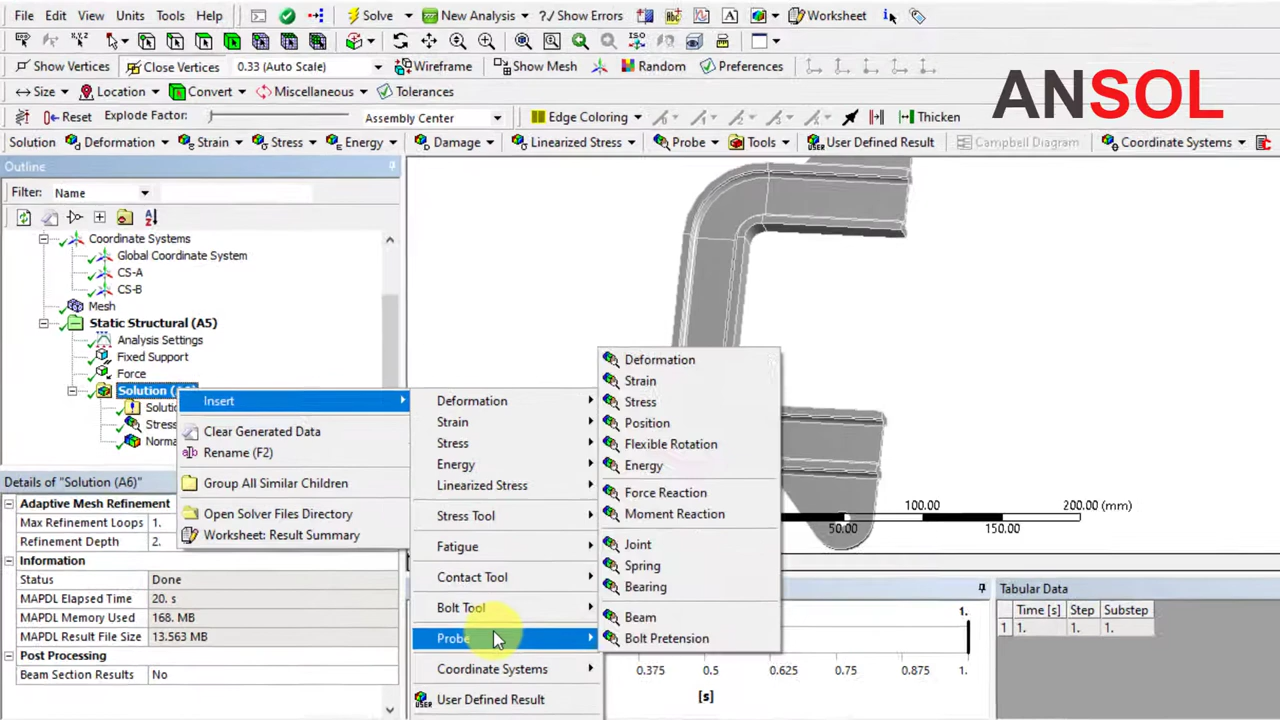 File Edit View Units Tools Help Solve New Analysis Show Errors Worksheet
Show Vertices Close Vertices 0.33 (Auto Scale) Wireframe Show Mesh Random Preferences
Size Location Convert Miscellaneous Tolerances
Reset Explode Factor: Assembly Center Edge Coloring Thicken
ANSOL
Solution Deformation Strain Stress Energy Damage Linearized Stress Probe Tools User Defined Result Campbell Diagram Coordinate Systems
Outline
Filter: Name
Coordinate Systems
Global Coordinate System
CS-A
CS-B
Mesh
Static Structural (A5)
Analysis Settings
Fixed Support
Force
Solution (A6)
Insert
Clear Generated Data
Rename (F2)
Group All Similar Children
Open Solver Files Directory
Worksheet: Result Summary
Deformation
Strain
Stress
Energy
Linearized Stress
Stress Tool
Fatigue
Contact Tool
Bolt Tool
Probe
Coordinate Systems
User Defined Result
Deformation
Strain
Stress
Position
Flexible Rotation
Energy
Force Reaction
Moment Reaction
Joint
Spring
Bearing
Beam
Bolt Pretension
Details of "Solution (A6)"
Adaptive Mesh Refinement
Max Refinement Loops 1.
Refinement Depth 2.
Information
Status Done
MAPDL Elapsed Time 20. s
MAPDL Memory Used 168. MB
MAPDL Result File Size 13.563 MB
Post Processing
Beam Section Results No
100.00 200.00 (mm)
50.00 150.00
1.
0.375 0.5 0.625 0.75 0.875 1.
[s]
Tabular Data
Time [s] Step Substep
1 1. 1. 1.